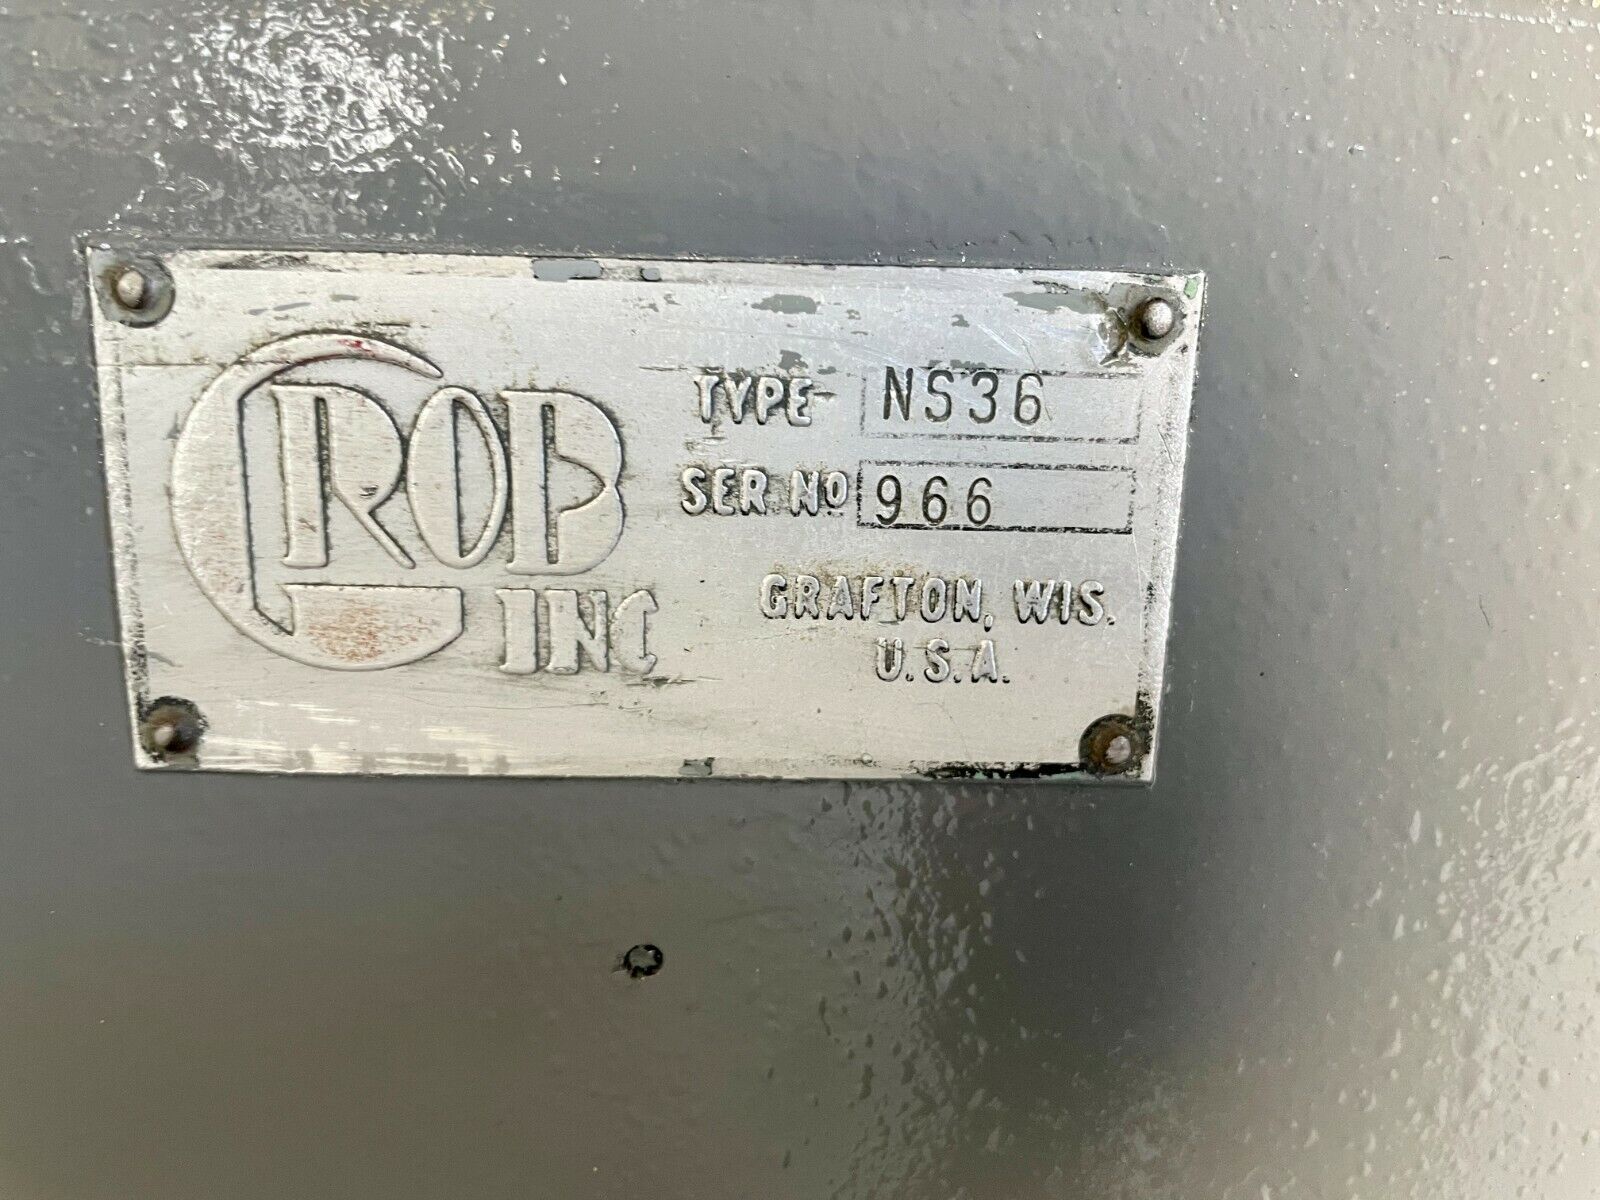 GROB
INC
TYPE- NS36
SER. NO 966
GRAFTON, WIS.
U.S.A.